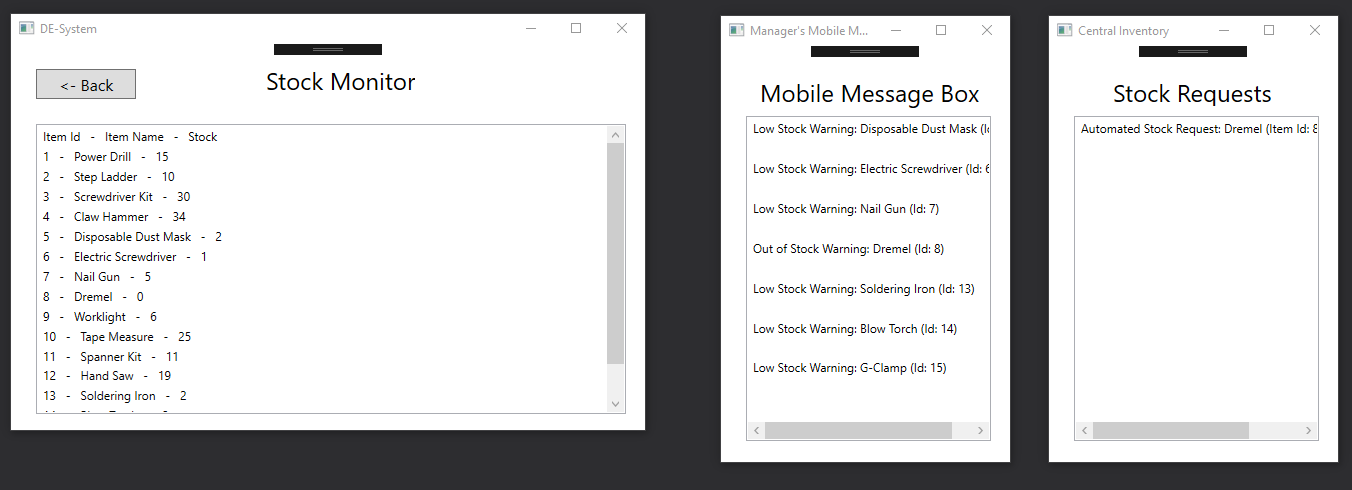 DE-System
<- Back
Stock Monitor
Item Id - Item Name - Stock
1 - Power Drill - 15
2 - Step Ladder - 10
3 - Screwdriver Kit - 30
4 - Claw Hammer - 34
5 - Disposable Dust Mask - 2
6 - Electric Screwdriver - 1
7 - Nail Gun - 5
8 - Dremel - 0
9 - Worklight - 6
10 - Tape Measure - 25
11 - Spanner Kit - 11
12 - Hand Saw - 19
13 - Soldering Iron - 2
Manager's Mobile M...
Mobile Message Box
Low Stock Warning: Disposable Dust Mask
Low Stock Warning: Electric Screwdriver (Id: 6
Low Stock Warning: Nail Gun (Id: 7)
Out of Stock Warning: Dremel (Id: 8)
Low Stock Warning: Soldering Iron (Id: 13)
Low Stock Warning: Blow Torch (Id: 14)
Low Stock Warning: G-Clamp (Id: 15)
Central Inventory
Stock Requests
Automated Stock Request: Dremel (Item Id: 8